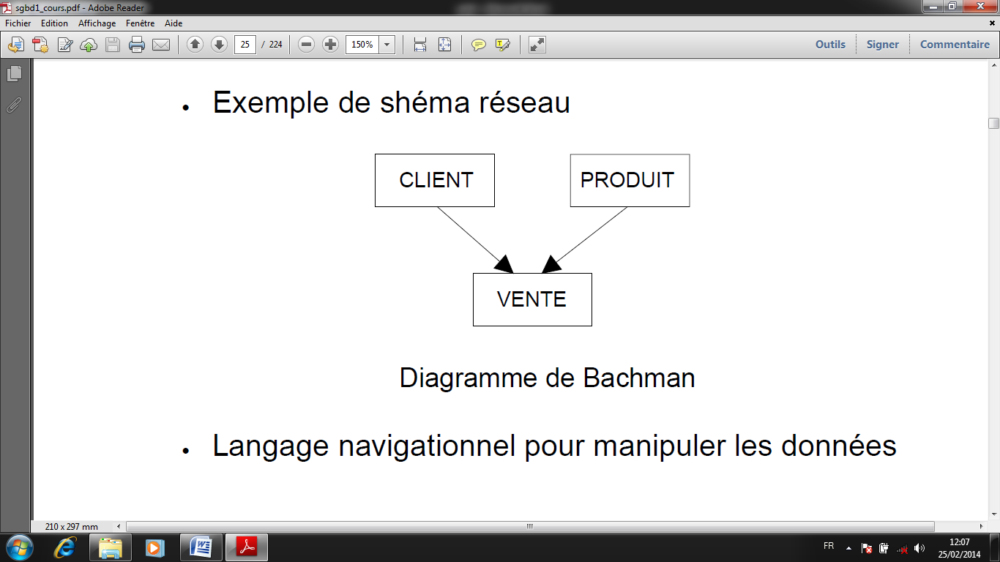 sgbd1_cours.pdf - Adobe Reader
Fichier Edition Affichage Fenêtre Aide
25 / 224 150% Outils Signer Commentaire
• Exemple de shéma réseau
CLIENT PRODUIT
VENTE
Diagramme de Bachman
• Langage navigationnel pour manipuler les données
210 x 297 mm
FR 12:07
25/02/2014